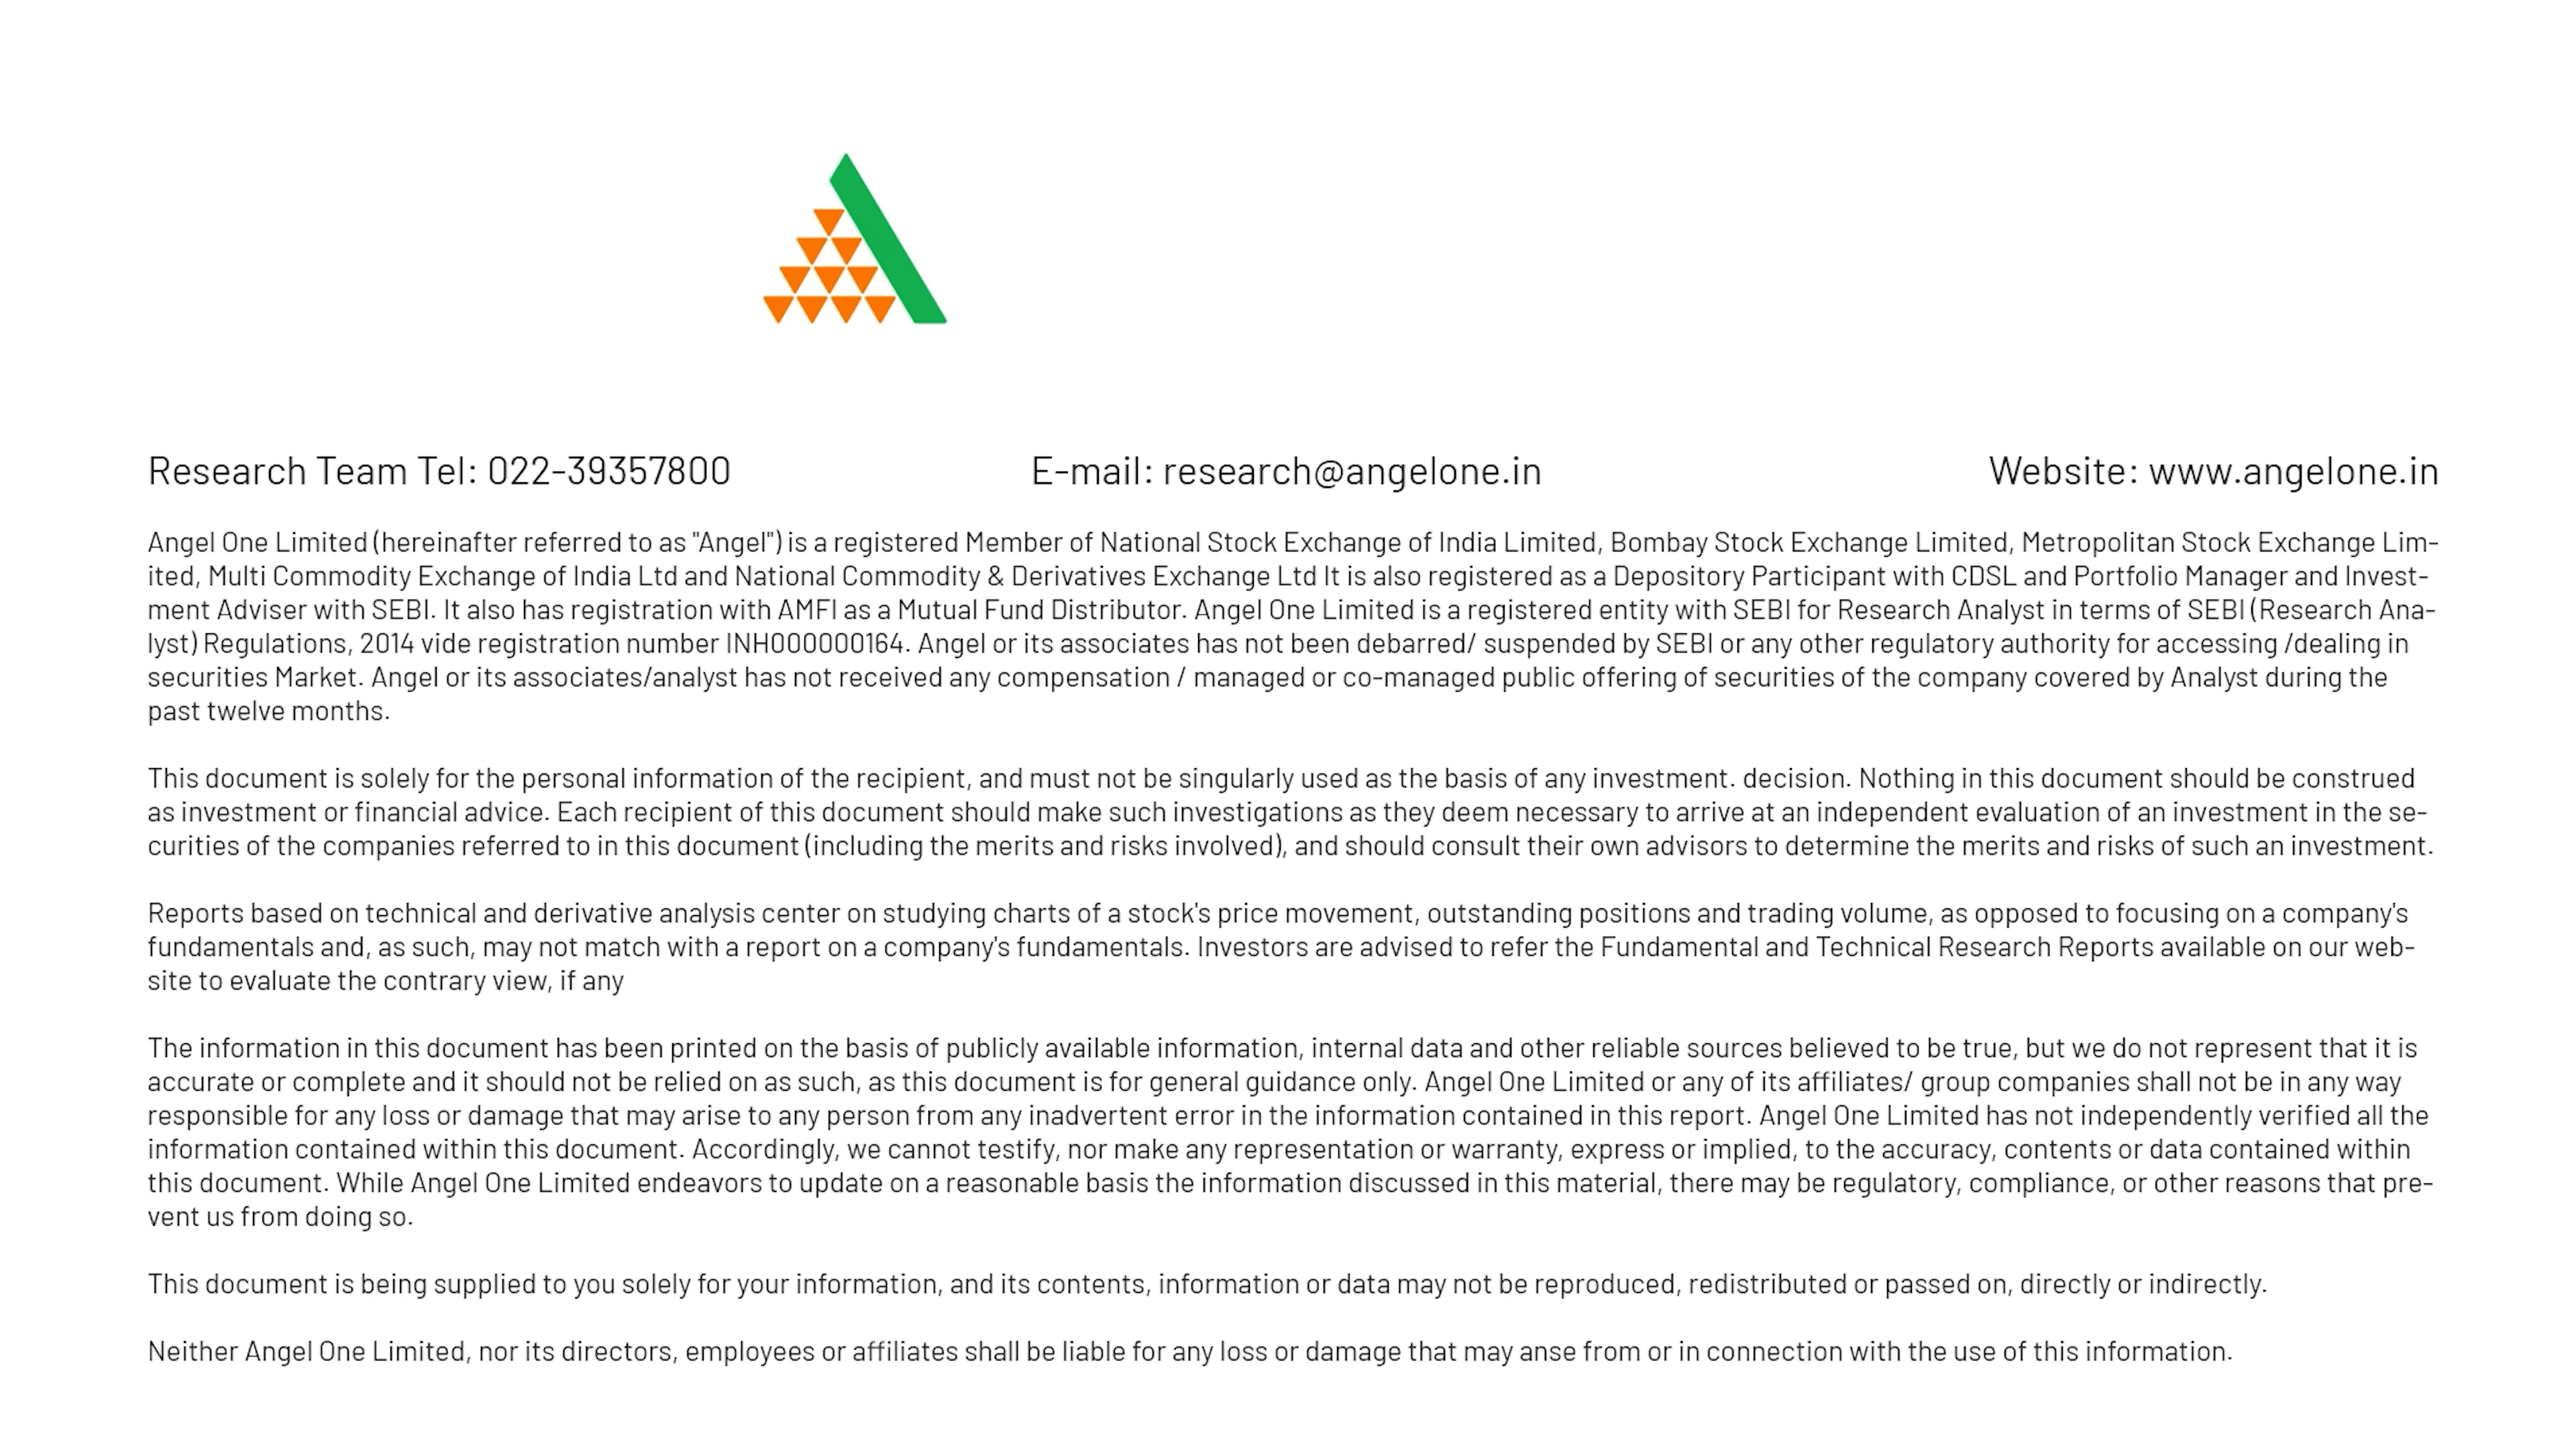 Research Team Tel: 022-39357800 E-mail: research@angelone.in Website: www.angelone.in
Angel One Limited (hereinafter referred to as "Angel") is a registered Member of National Stock Exchange of India Limited, Bombay Stock Exchange Limited, Metropolitan Stock Exchange Lim-
ited, Multi Commodity Exchange of India Ltd and National Commodity & Derivatives Exchange Ltd It is also registered as a Depository Participant with CDSL and Portfolio Manager and Invest-
ment Adviser with SEBI. It also has registration with AMFI as a Mutual Fund Distributor. Angel One Limited is a registered entity with SEBI for Research Analyst in terms of SEBI (Research Ana-
lyst) Regulations, 2014 vide registration number INH000000164. Angel or its associates has not been debarred/ suspended by SEBI or any other regulatory authority for accessing /dealing in
securities Market. Angel or its associates/analyst has not received any compensation / managed or co-managed public offering of securities of the company covered by Analyst during the
past twelve months.
This document is solely for the personal information of the recipient, and must not be singularly used as the basis of any investment. decision. Nothing in this document should be construed
as investment or financial advice. Each recipient of this document should make such investigations as they deem necessary to arrive at an independent evaluation of an investment in the se-
curities of the companies referred to in this document (including the merits and risks involved), and should consult their own advisors to determine the merits and risks of such an investment.
Reports based on technical and derivative analysis center on studying charts of a stock's price movement, outstanding positions and trading volume, as opposed to focusing on a company's
fundamentals and, as such, may not match with a report on a company's fundamentals. Investors are advised to refer the Fundamental and Technical Research Reports available on our web-
site to evaluate the contrary view, if any
The information in this document has been printed on the basis of publicly available information, internal data and other reliable sources believed to be true, but we do not represent that it is
accurate or complete and it should not be relied on as such, as this document is for general guidance only. Angel One Limited or any of its affiliates/ group companies shall not be in any way
responsible for any loss or damage that may arise to any person from any inadvertent error in the information contained in this report. Angel One Limited has not independently verified all the
information contained within this document. Accordingly, we cannot testify, nor make any representation or warranty, express or implied, to the accuracy, contents or data contained within
this document. While Angel One Limited endeavors to update on a reasonable basis the information discussed in this material, there may be regulatory, compliance, or other reasons that pre-
vent us from doing so.
This document is being supplied to you solely for your information, and its contents, information or data may not be reproduced, redistributed or passed on, directly or indirectly.
Neither Angel One Limited, nor its directors, employees or affiliates shall be liable for any loss or damage that may anse from or in connection with the use of this information.